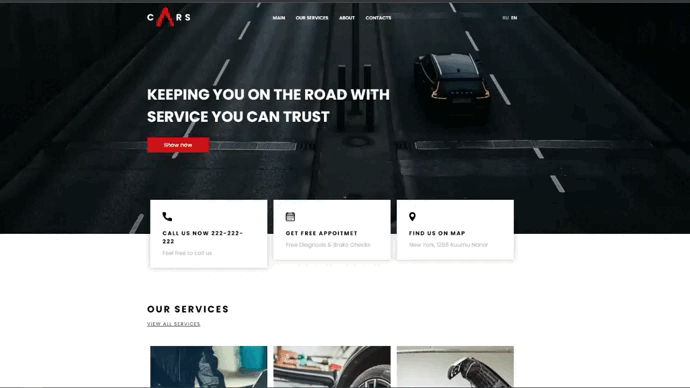 CARS
MAIN OUR SERVICES ABOUT CONTACTS
RU EN
KEEPING YOU ON THE ROAD WITH
SERVICE YOU CAN TRUST
Show now
CALL US NOW 222-222-
222
Feel free to call us
GET FREE APPOITMET
Free Diagnosis & Brake Checks
FIND US ON MAP
New York, 1268 Kuumu Manor
OUR SERVICES
VIEW ALL SERVICES